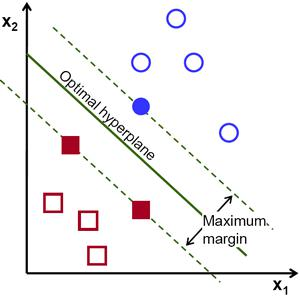 x2
Optimal hyperplane
Maximum
margin
x1